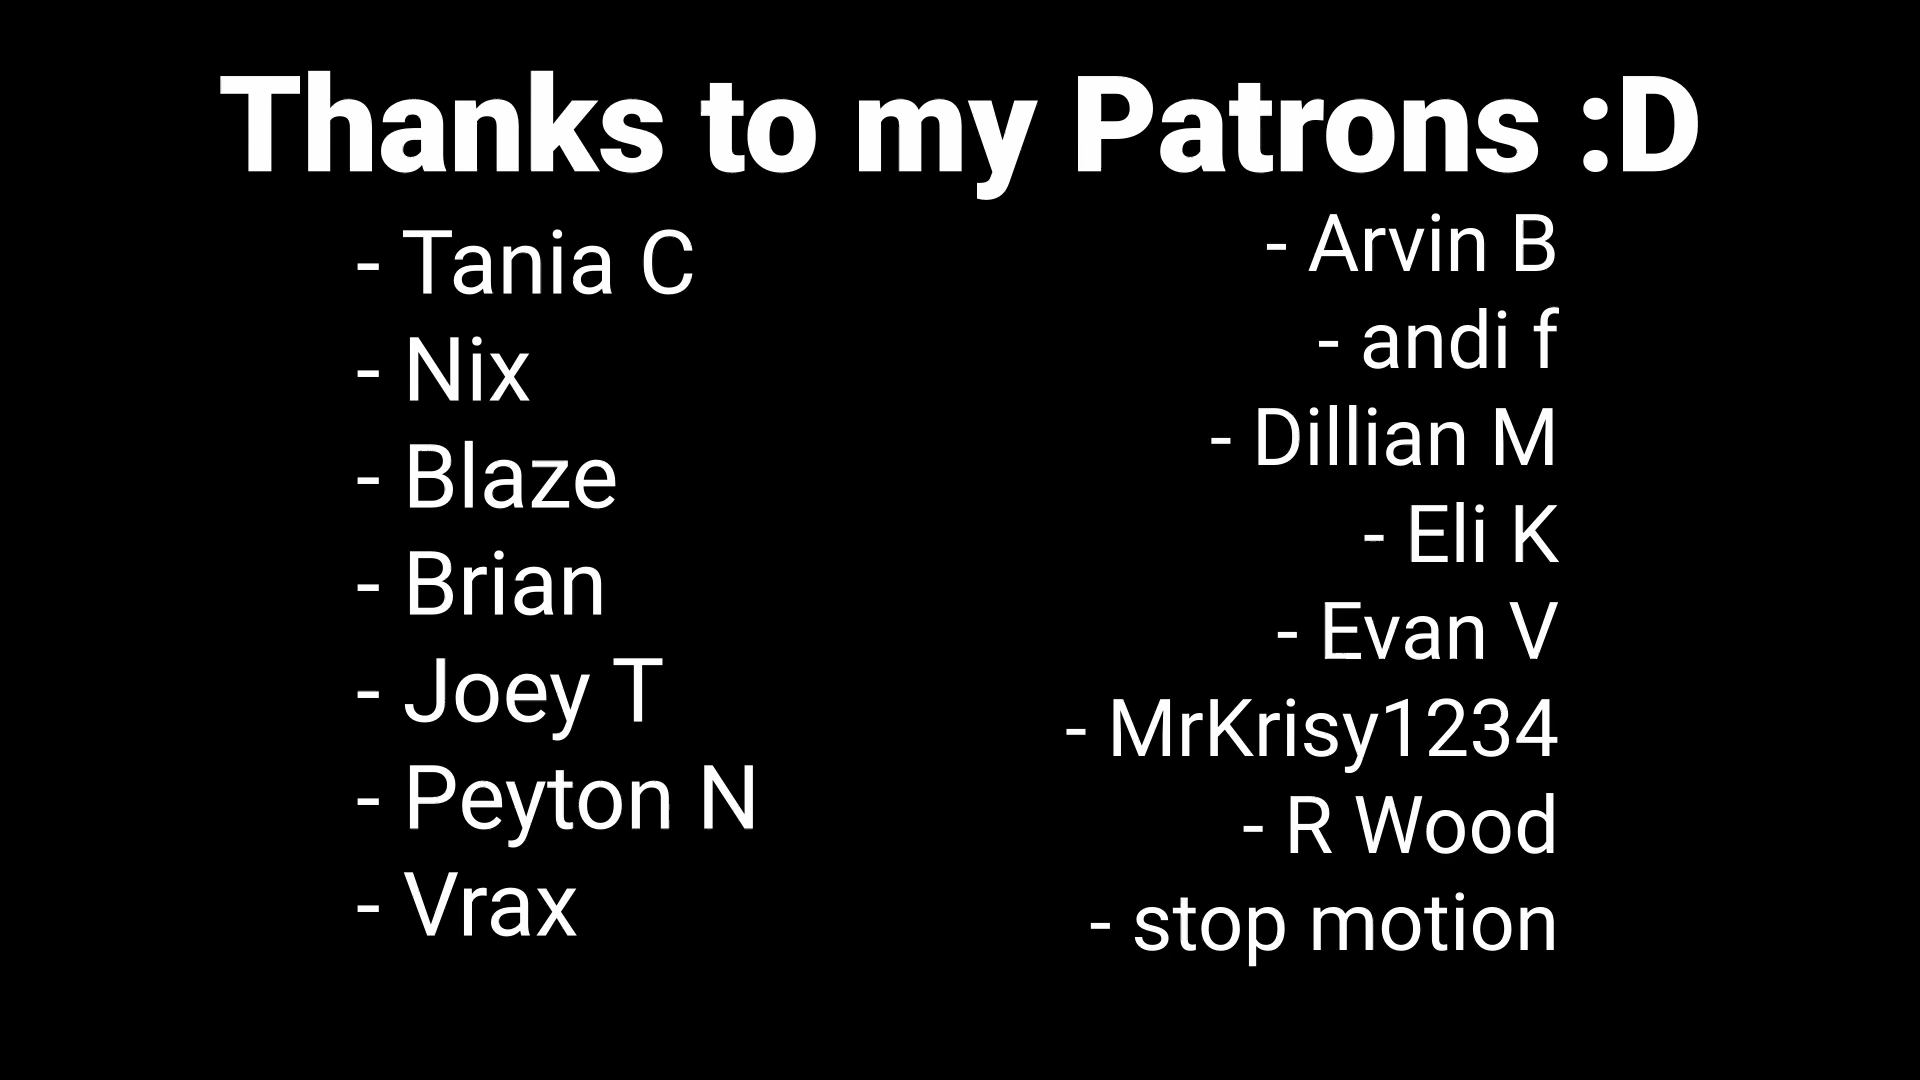 Thanks to my Patrons :D
- Tania C
- Nix
- Blaze
- Brian
- Joey T
- Peyton N
- Vrax
- Arvin B
- andi f
- Dillian M
- Eli K
- Evan V
- MrKrisy1234
- R Wood
- stop motion